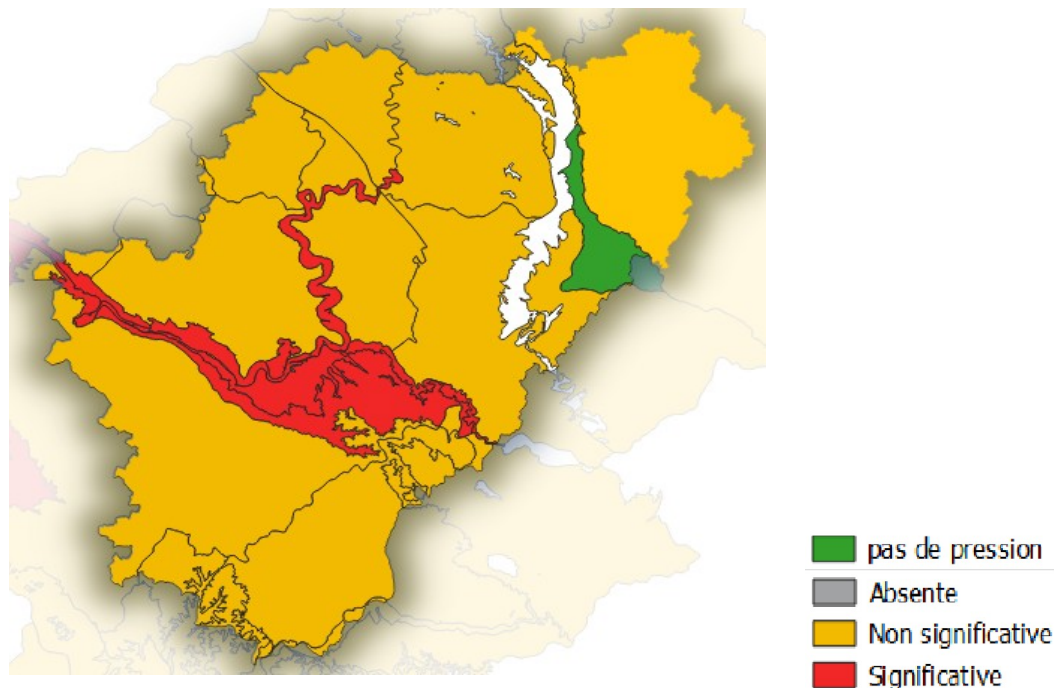 pas de pression
Absente
Non significative
Significative